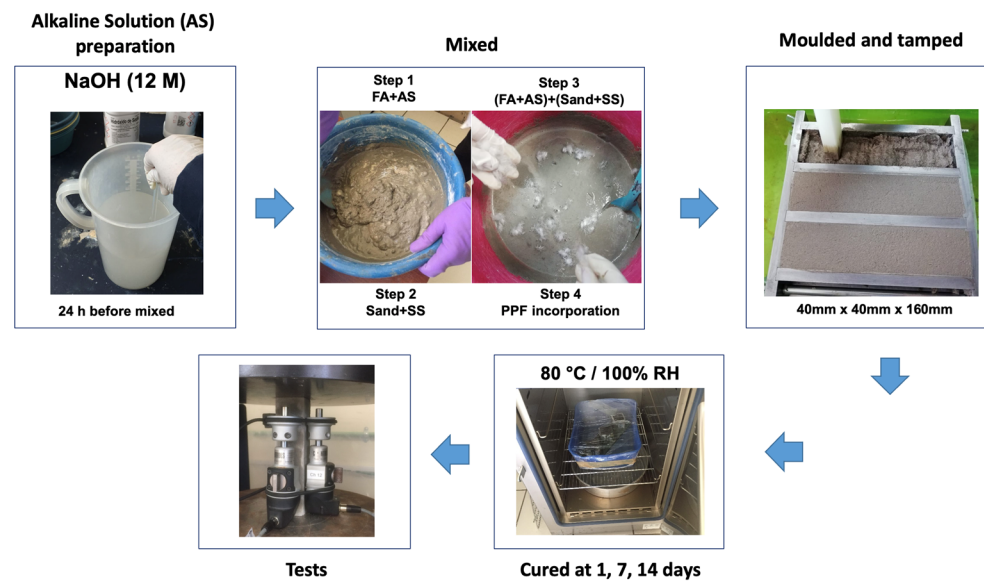 Alkaline Solution (AS)
preparation
NaOH (12 M)
24 h before mixed
Mixed
Step 1
FA+AS
Step 3
(FA+AS)+(Sand+SS)
Step 2
Sand+SS
Step 4
PPF incorporation
Moulded and tamped
40mm x 40mm x 160mm
80 °C / 100% RH
Cured at 1, 7, 14 days
Tests